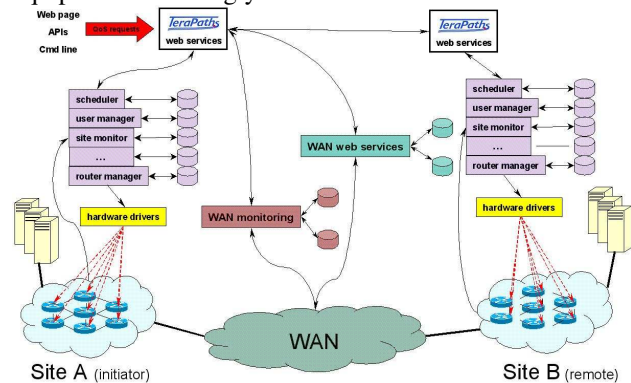 Web page
APIs
Cmd line
QoS requests
TeraPaths
web services
TeraPaths
web services
scheduler
user manager
site monitor
...
router manager
hardware drivers
WAN web services
WAN monitoring
scheduler
user manager
site monitor
...
router manager
hardware drivers
WAN
Site A (initiator)
Site B (remote)